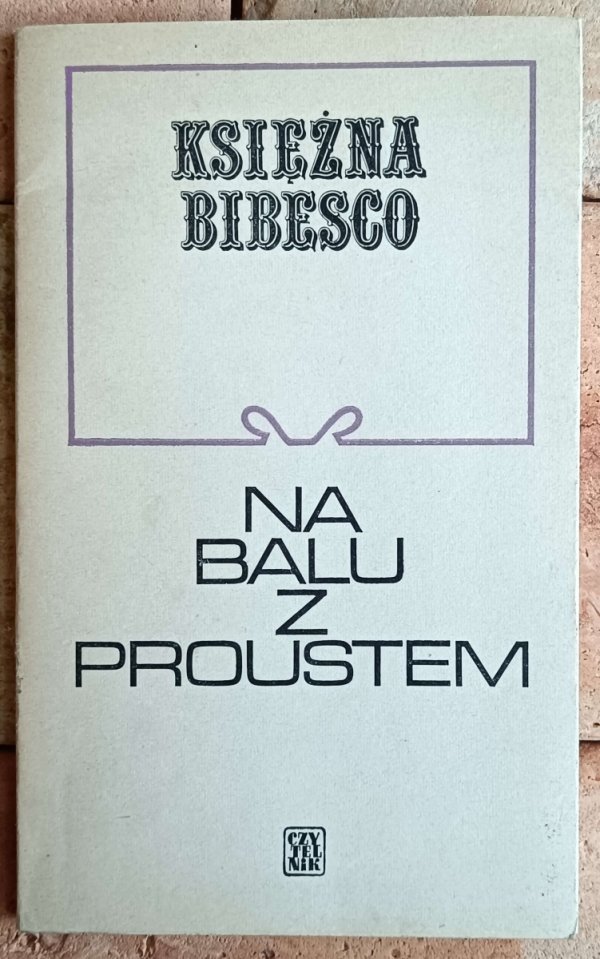 KSIĘŻNA
BIBESCO
NA
BALU
Z
PROUSTEM
CZY
TEL
NiK